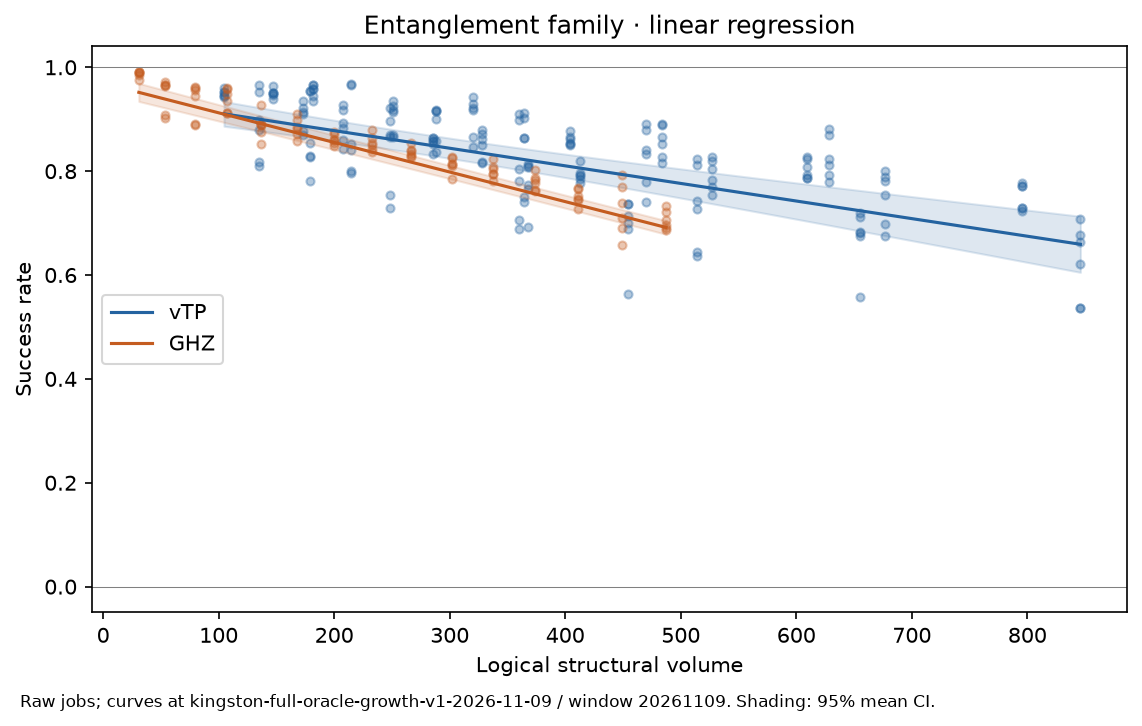 Entanglement family · linear regression
Success rate
1.0
0.8
0.6
0.4
0.2
0.0
vTP
GHZ
0 100 200 300 400 500 600 700 800
Logical structural volume
Raw jobs; curves at kingston-full-oracle-growth-v1-2026-11-09 / window 20261109. Shading: 95% mean CI.